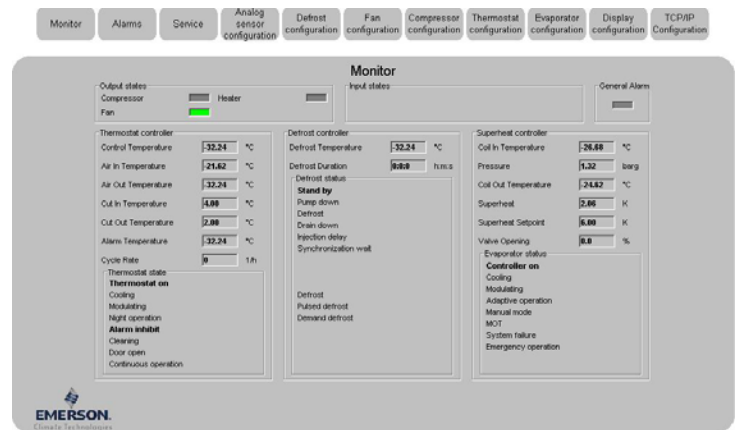 Monitor
Alarms
Service
Analog sensor configuration
Defrost configuration
Fan configuration
Compressor configuration
Thermostat configuration
Evaporator configuration
Display configuration
TCP/IP Configuration
Monitor
Output states
Compressor Heater
Fan
Input states
General Alarm
Thermostat controller
Control Temperature -32.24 °C
Air In Temperature -21.62 °C
Air Out Temperature -32.24 °C
Cut In Temperature 4.00 °C
Cut Out Temperature 2.00 °C
Alarm Temperature -32.24 °C
Cycle Rate 0 1/h
Thermostat state
Thermostat on
Cooling
Modulating
Night operation
Alarm inhibit
Cleaning
Door open
Continuous operation
Defrost controller
Defrost Temperature -32.24 °C
Defrost Duration 0:0:0 h:m:s
Defrost status
Stand by
Pump down
Defrost
Drain down
Injection delay
Synchronization wait
Defrost
Pulsed defrost
Demand defrost
Superheat controller
Coil In Temperature -26.68 °C
Pressure 1.32 barg
Coil Out Temperature -24.62 °C
Superheat 2.06 K
Superheat Setpoint 6.00 K
Valve Opening 0.0 %
Evaporator status
Controller on
Cooling
Modulating
Adaptive operation
Manual mode
MOT
System failure
Emergency operation
EMERSON.
Climate Technologies